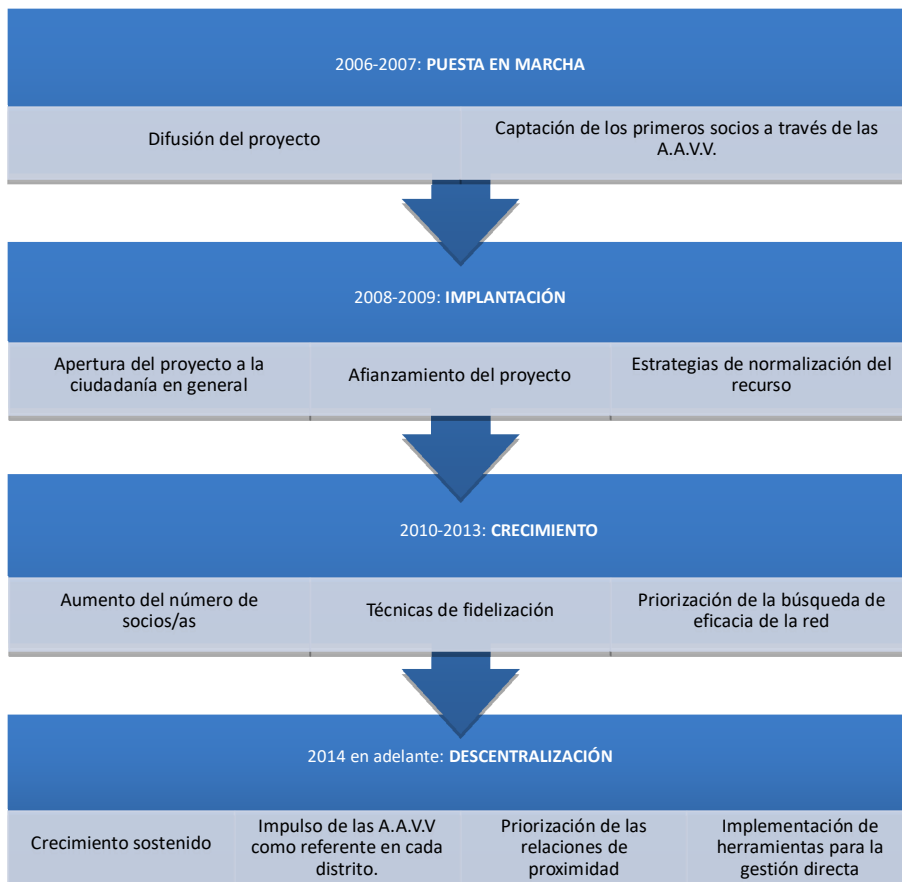 2006-2007: PUESTA EN MARCHA
Difusión del proyecto
Captación de los primeros socios a través de las
A.A.V.V.
2008-2009: IMPLANTACIÓN
Apertura del proyecto a la
ciudadanía en general
Afianzamiento del proyecto
Estrategias de normalización del
recurso
2010-2013: CRECIMIENTO
Aumento del número de
socios/as
Técnicas de fidelización
Priorización de la búsqueda de
eficacia de la red
2014 en adelante: DESCENTRALIZACIÓN
Crecimiento sostenido
Impulso de las A.A.V.V
como referente en cada
distrito.
Priorización de las
relaciones de
proximidad
Implementación de
herramientas para la
gestión directa